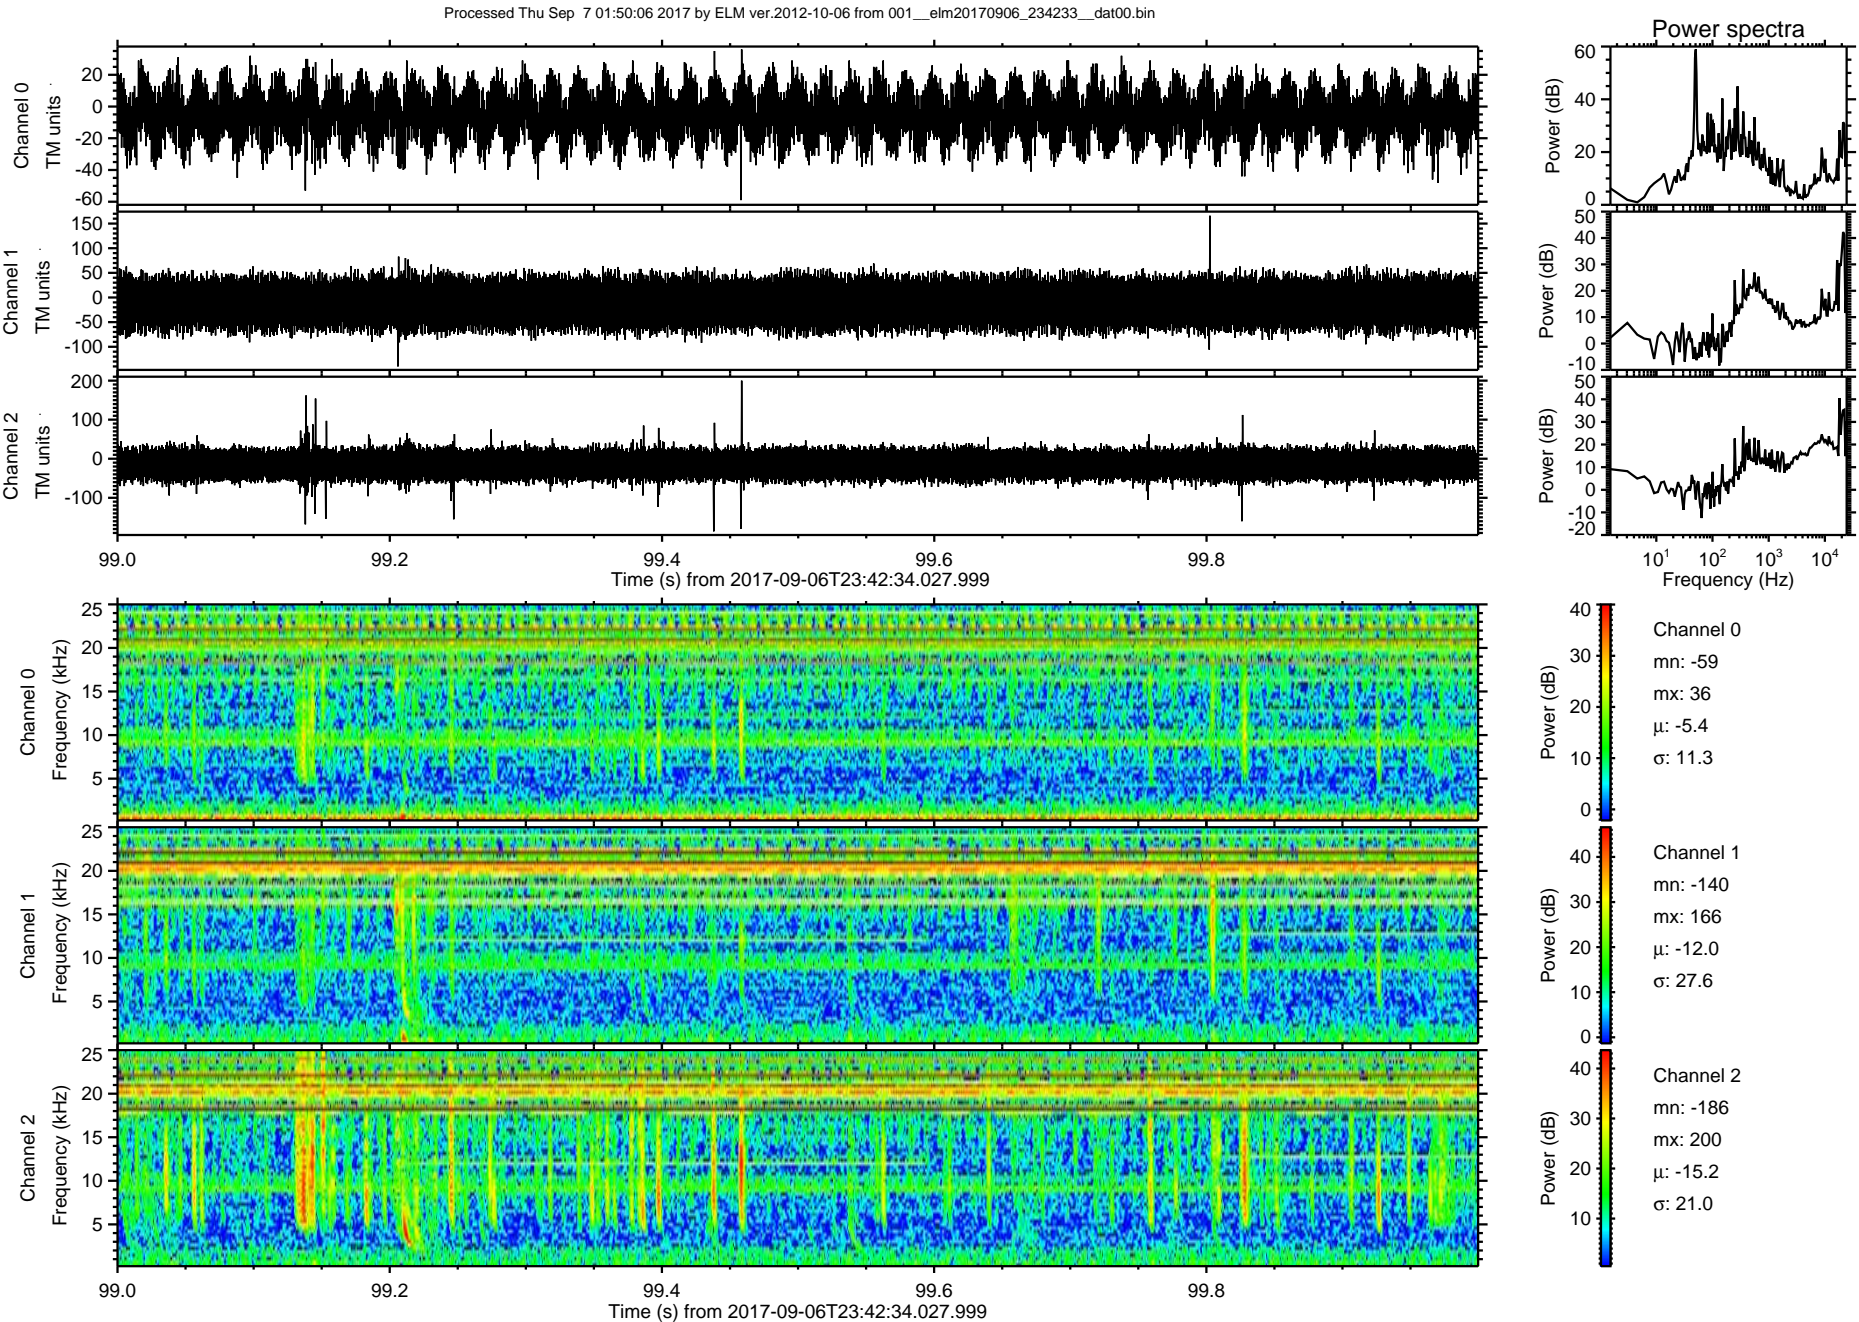 Processed Thu Sep 7 01:50:06 2017 by ELM ver.2012-10-06 from 001__elm20170906_234233__dat00.bin
Power spectra
Channel 0
TM units
20
0
-20
-40
-60
Power (dB)
60
40
20
0
Channel 1
TM units
150
100
50
0
-50
-100
Power (dB)
50
40
30
20
10
0
-10
Channel 2
TM units
200
100
0
-100
Power (dB)
50
40
30
20
10
0
-10
-20
99.0 99.2 99.4 99.6 99.8
Time (s) from 2017-09-06T23:42:34.027.999
10¹ 10² 10³ 10⁴
Frequency (Hz)
Channel 0
Frequency (kHz)
25
20
15
10
5
Power (dB)
40
30
20
10
0
Channel 0
mn: -59
mx: 36
μ: -5.4
σ: 11.3
Channel 1
Frequency (kHz)
25
20
15
10
5
Power (dB)
40
30
20
10
0
Channel 1
mn: -140
mx: 166
μ: -12.0
σ: 27.6
Channel 2
Frequency (kHz)
25
20
15
10
5
Power (dB)
40
30
20
10
Channel 2
mn: -186
mx: 200
μ: -15.2
σ: 21.0
99.0 99.2 99.4 99.6 99.8
Time (s) from 2017-09-06T23:42:34.027.999